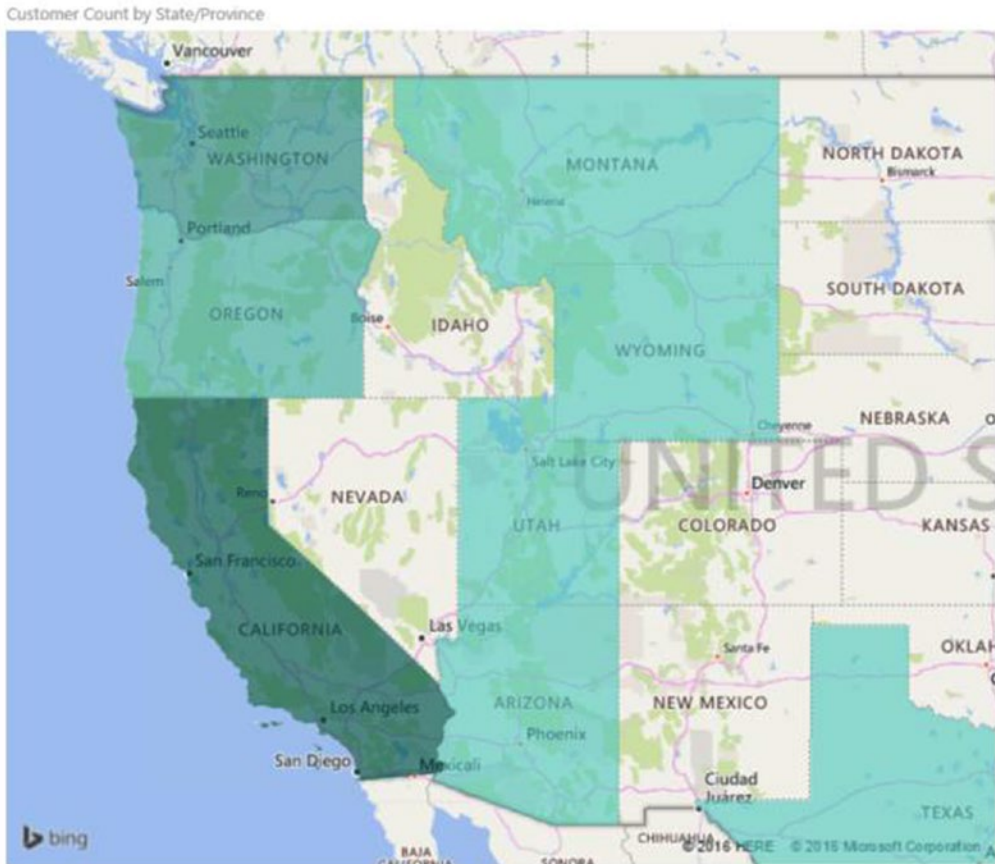 Customer Count by State/Province
Vancouver
Seattle
WASHINGTON
MONTANA
NORTH DAKOTA
Bismarck
Helena
Portland
Salem
OREGON
SOUTH DAKOTA
Boise
IDAHO
WYOMING
Cheyenne
NEBRASKA
UNITED S
Salt Lake City
Denver
Reno
NEVADA
UTAH
COLORADO
KANSAS
San Francisco
CALIFORNIA
Las Vegas
Santa Fe
OKLAH
Los Angeles
ARIZONA
NEW MEXICO
Phoenix
San Diego
Mexicali
Ciudad
Juárez
TEXAS
bing
CHIHUAHUA
© 2016 HERE © 2016 Microsoft Corporation
BAJA
CALIFORNIA
SONORA